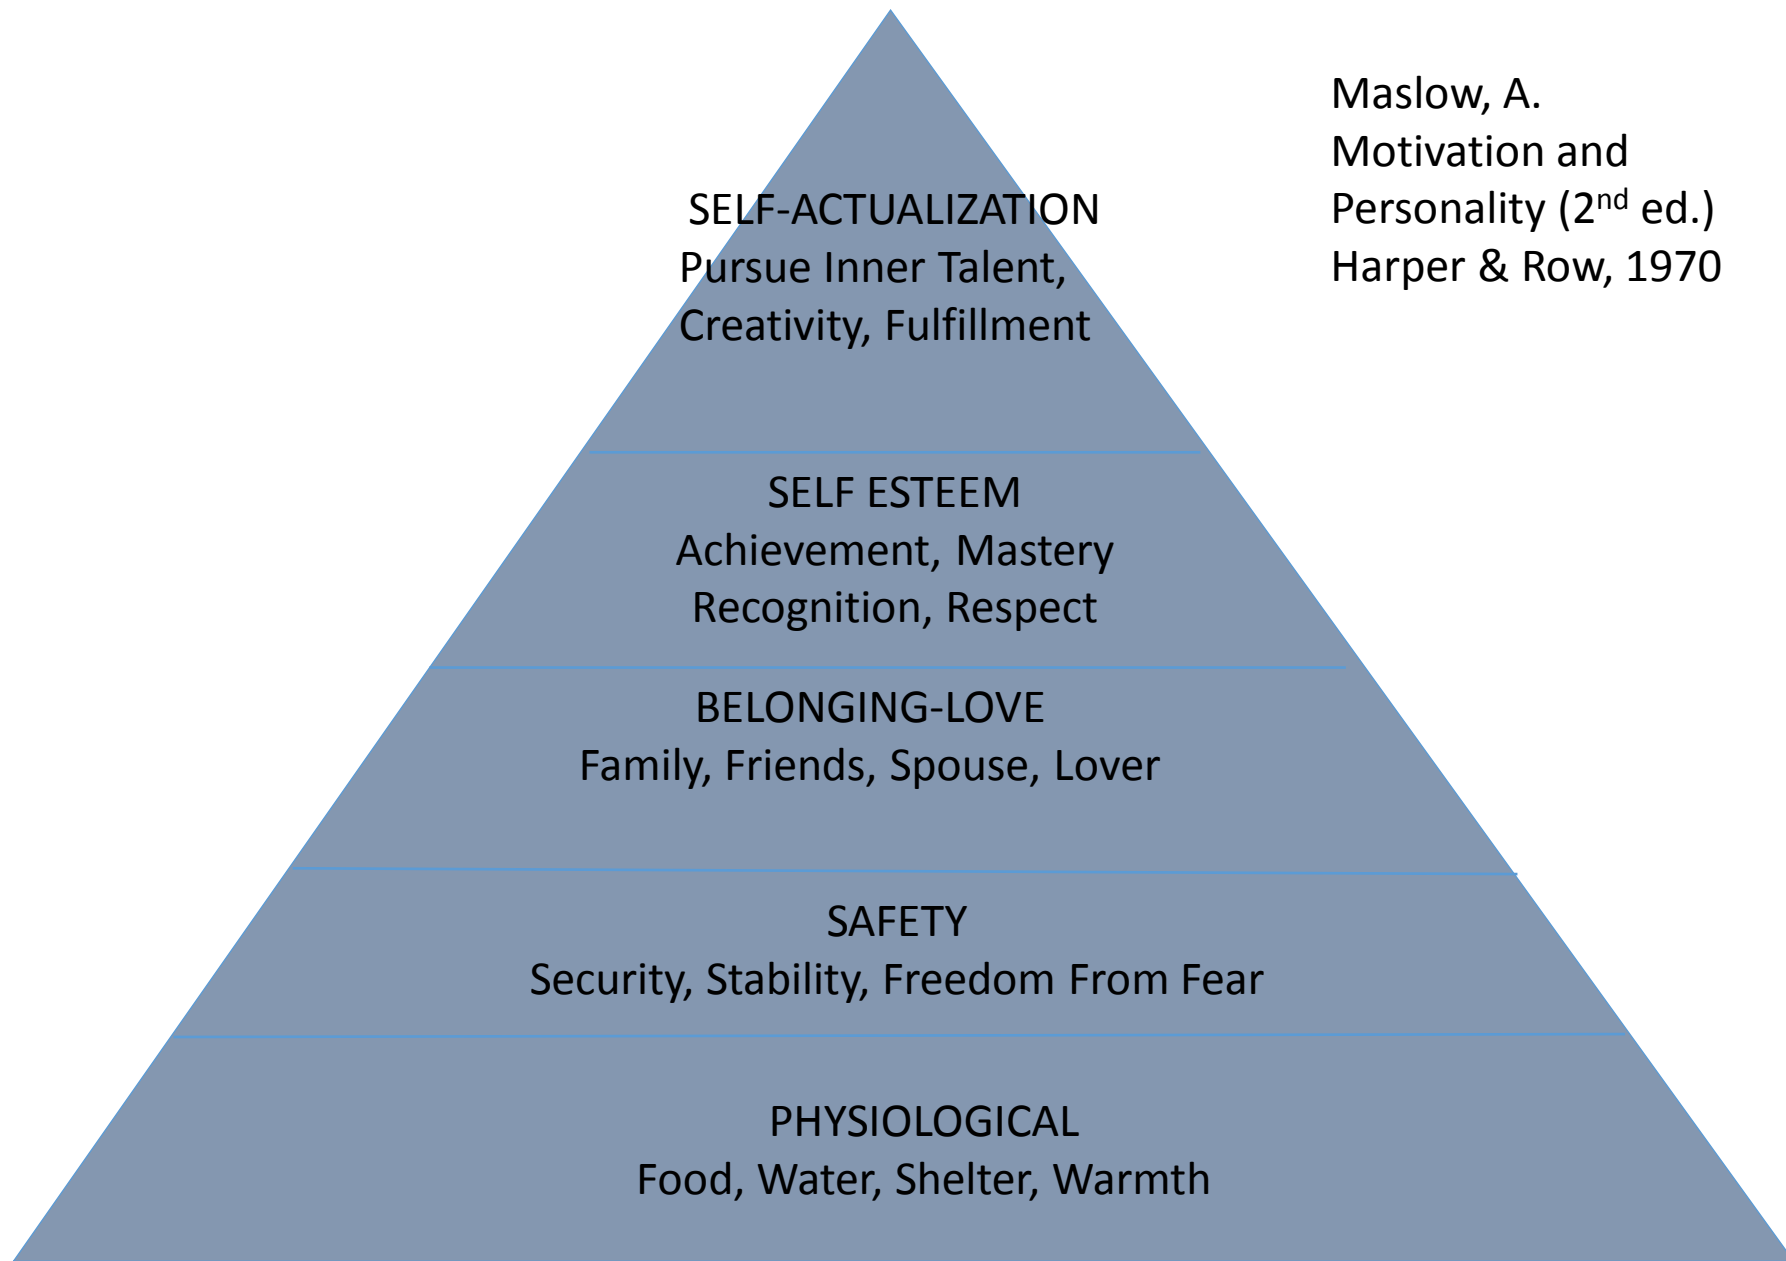 Maslow, A.
Motivation and
Personality (2nd ed.)
Harper & Row, 1970
SELF-ACTUALIZATION
Pursue Inner Talent,
Creativity, Fulfillment
SELF ESTEEM
Achievement, Mastery
Recognition, Respect
BELONGING-LOVE
Family, Friends, Spouse, Lover
SAFETY
Security, Stability, Freedom From Fear
PHYSIOLOGICAL
Food, Water, Shelter, Warmth